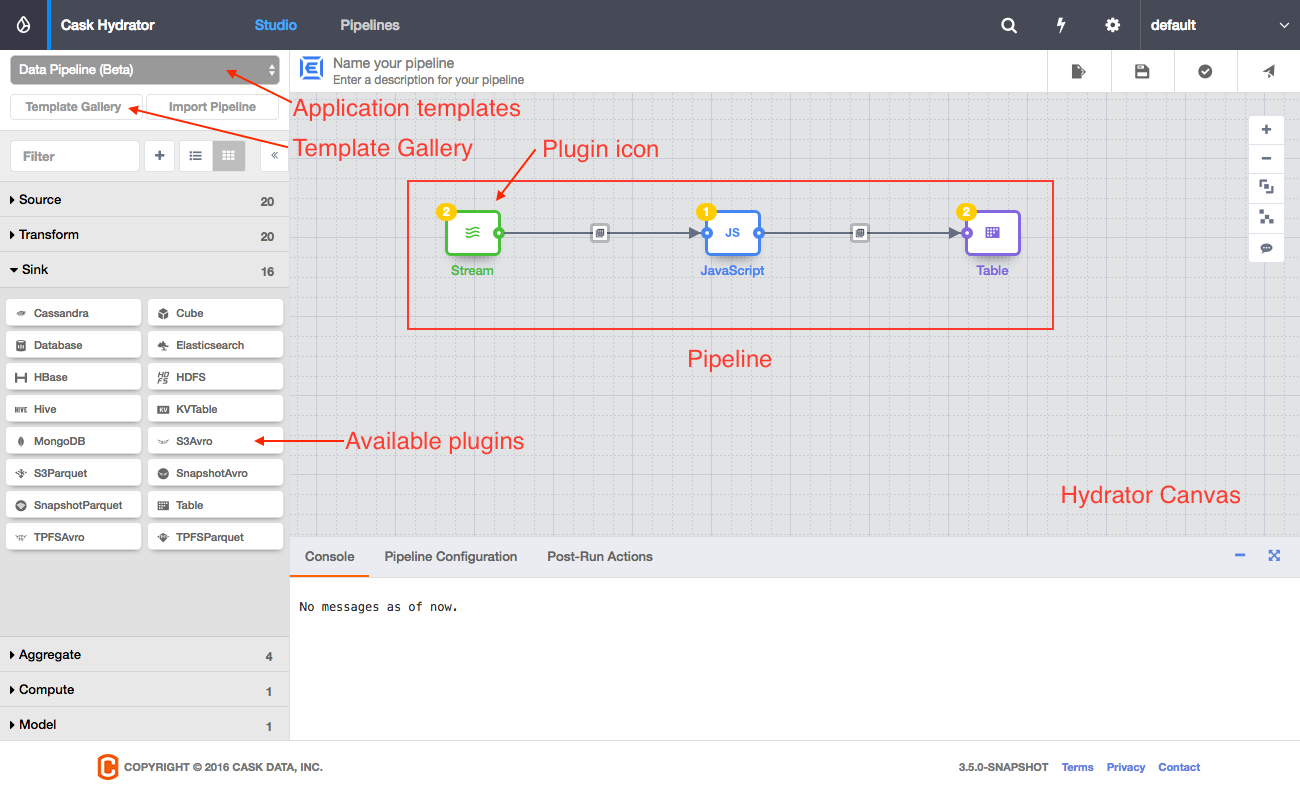 Cask Hydrator
Studio
Pipelines
default
Data Pipeline (Beta)
Template Gallery
Import Pipeline
Name your pipeline
Enter a description for your pipeline
Application templates
Template Gallery
Plugin icon
Filter
Source 20
Transform 20
Sink 16
2
Stream
1
JS
JavaScript
2
Table
Pipeline
Cassandra
Cube
Database
Elasticsearch
HBase
HDFS
HDFS
HIVE
Hive
KV
KVTable
MongoDB
S3Avro
Available plugins
S3Parquet
SnapshotAvro
SnapshotParquet
Table
TPFSAvro
TPFSParquet
Hydrator Canvas
Console
Pipeline Configuration
Post-Run Actions
No messages as of now.
Aggregate 4
Compute 1
Model 1
COPYRIGHT © 2016 CASK DATA, INC.
3.5.0-SNAPSHOT
Terms
Privacy
Contact